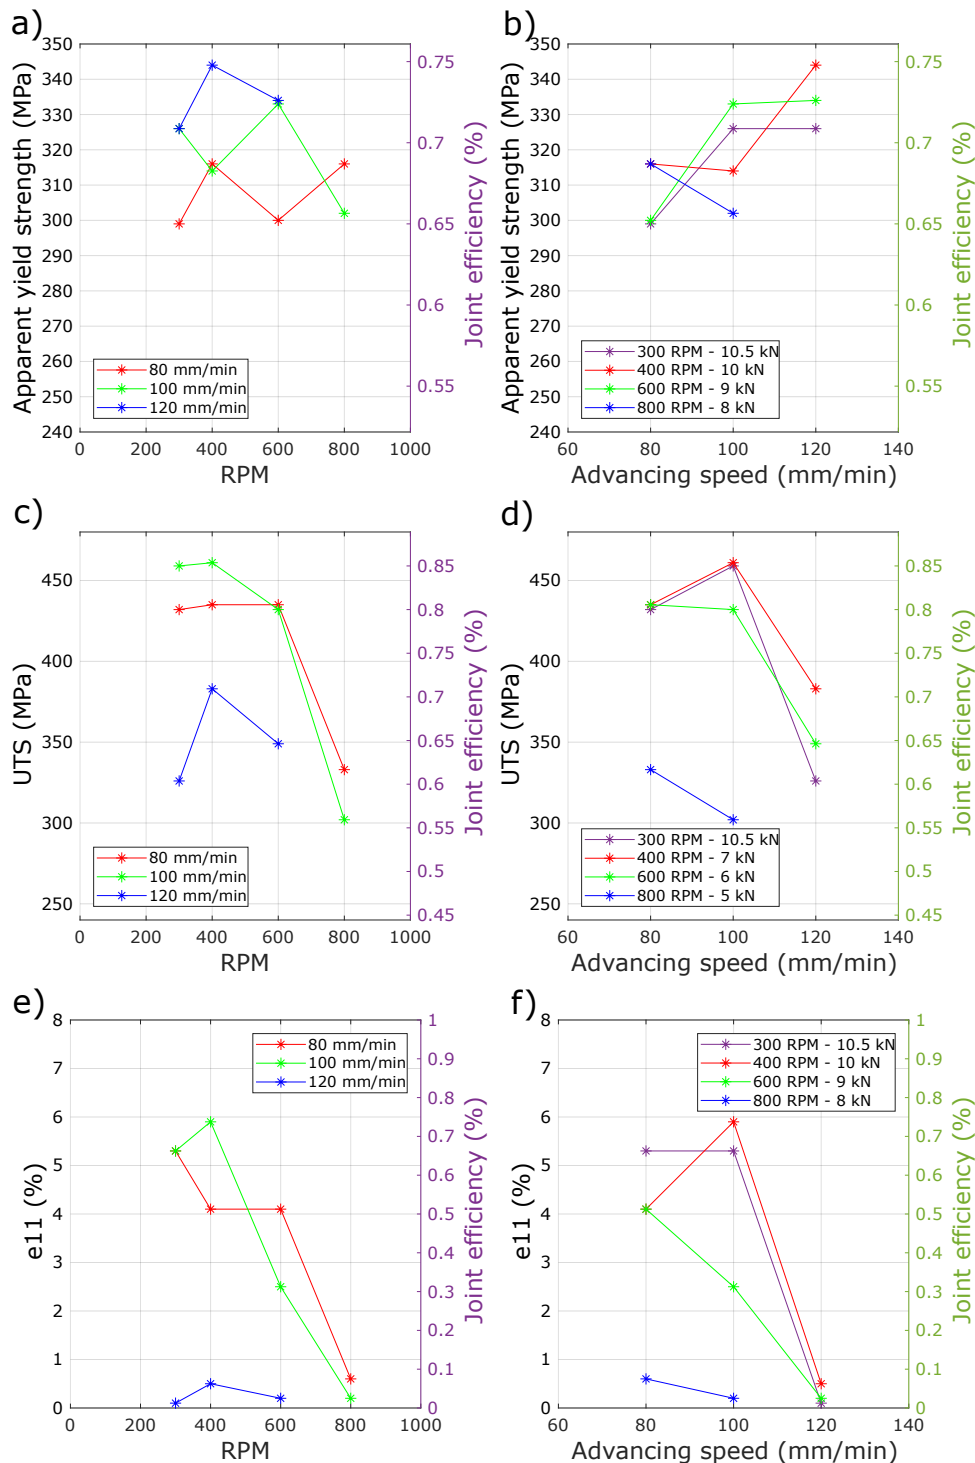 a)
b)
350
340
330
320
310
300
290
280
270
260
250
240
Apparent yield strength (MPa)
0.75
0.7
0.65
0.6
0.55
Joint efficiency (%)
80 mm/min
100 mm/min
120 mm/min
0 200 400 600 800 1000
RPM
350
340
330
320
310
300
290
280
270
260
250
240
Apparent yield strength (MPa)
0.75
0.7
0.65
0.6
0.55
Joint efficiency (%)
300 RPM - 10.5 kN
400 RPM - 10 kN
600 RPM - 9 kN
800 RPM - 8 kN
60 80 100 120 140
Advancing speed (mm/min)
c)
d)
450
400
350
300
250
UTS (MPa)
0.85
0.8
0.75
0.7
0.65
0.6
0.55
0.5
0.45
Joint efficiency (%)
80 mm/min
100 mm/min
120 mm/min
0 200 400 600 800 1000
RPM
450
400
350
300
250
UTS (MPa)
0.85
0.8
0.75
0.7
0.65
0.6
0.55
0.5
0.45
Joint efficiency (%)
300 RPM - 10.5 kN
400 RPM - 7 kN
600 RPM - 6 kN
800 RPM - 5 kN
60 80 100 120 140
Advancing speed (mm/min)
e)
f)
8
7
6
5
4
3
2
1
0
e11 (%)
1
0.9
0.8
0.7
0.6
0.5
0.4
0.3
0.2
0.1
0
Joint efficiency (%)
80 mm/min
100 mm/min
120 mm/min
0 200 400 600 800 1000
RPM
8
7
6
5
4
3
2
1
0
e11 (%)
1
0.9
0.8
0.7
0.6
0.5
0.4
0.3
0.2
0.1
0
Joint efficiency (%)
300 RPM - 10.5 kN
400 RPM - 10 kN
600 RPM - 9 kN
800 RPM - 8 kN
60 80 100 120 140
Advancing speed (mm/min)